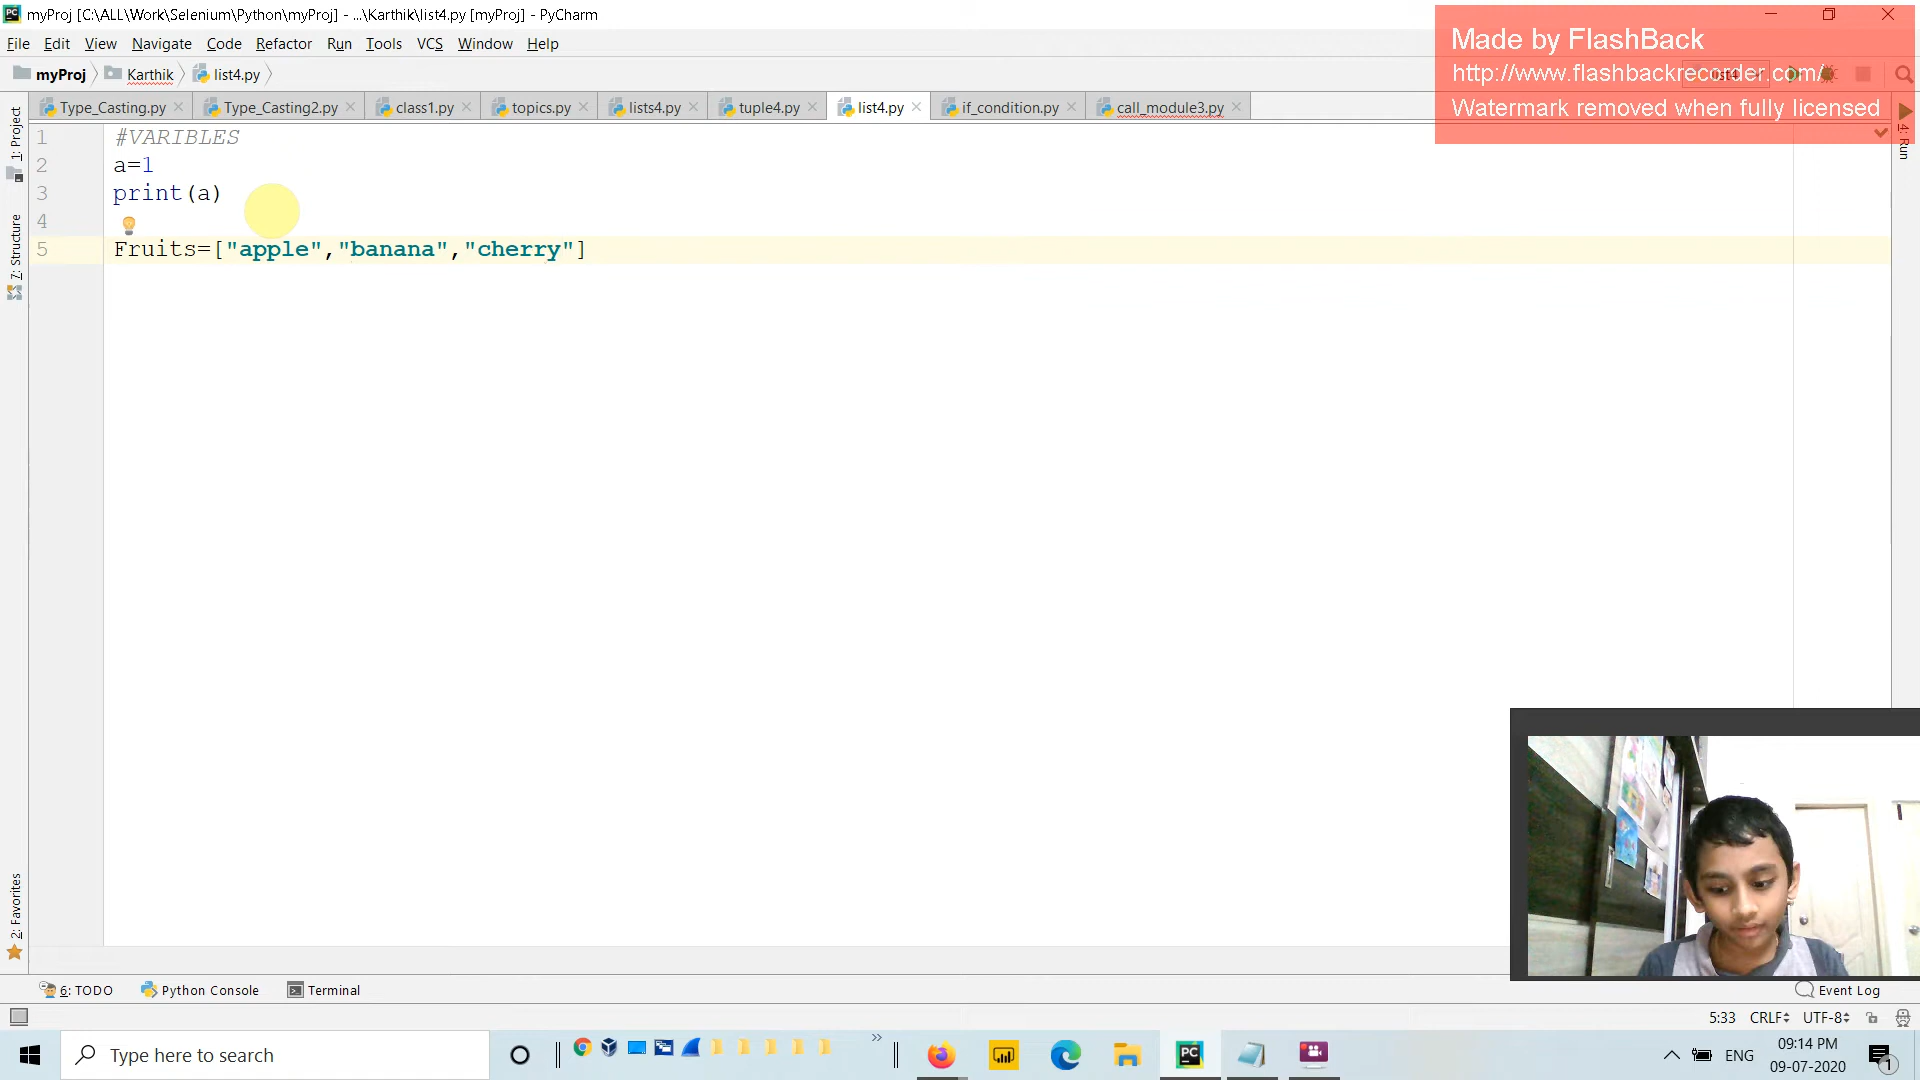 myProj [C:\ALL\Work\Selenium\Python\myProj] - ...\Karthik\list4.py [myProj] - PyCharm
File Edit View Navigate Code Refactor Run Tools VCS Window Help
Made by FlashBack
http://www.flashbackrecorder.com/
Watermark removed when fully licensed
myProj Karthik list4.py
Type_Casting.py Type_Casting2.py class1.py topics.py lists4.py tuple4.py list4.py if_condition.py call_module3.py
1: Project
7: Structure
2: Favorites
4: Run
1 #VARIBLES
2 a=1
3 print(a)
4
5 Fruits=["apple","banana","cherry"]
6: TODO Python Console Terminal Event Log
5:33 CRLF UTF-8
Type here to search
ENG
09:14 PM
09-07-2020
1